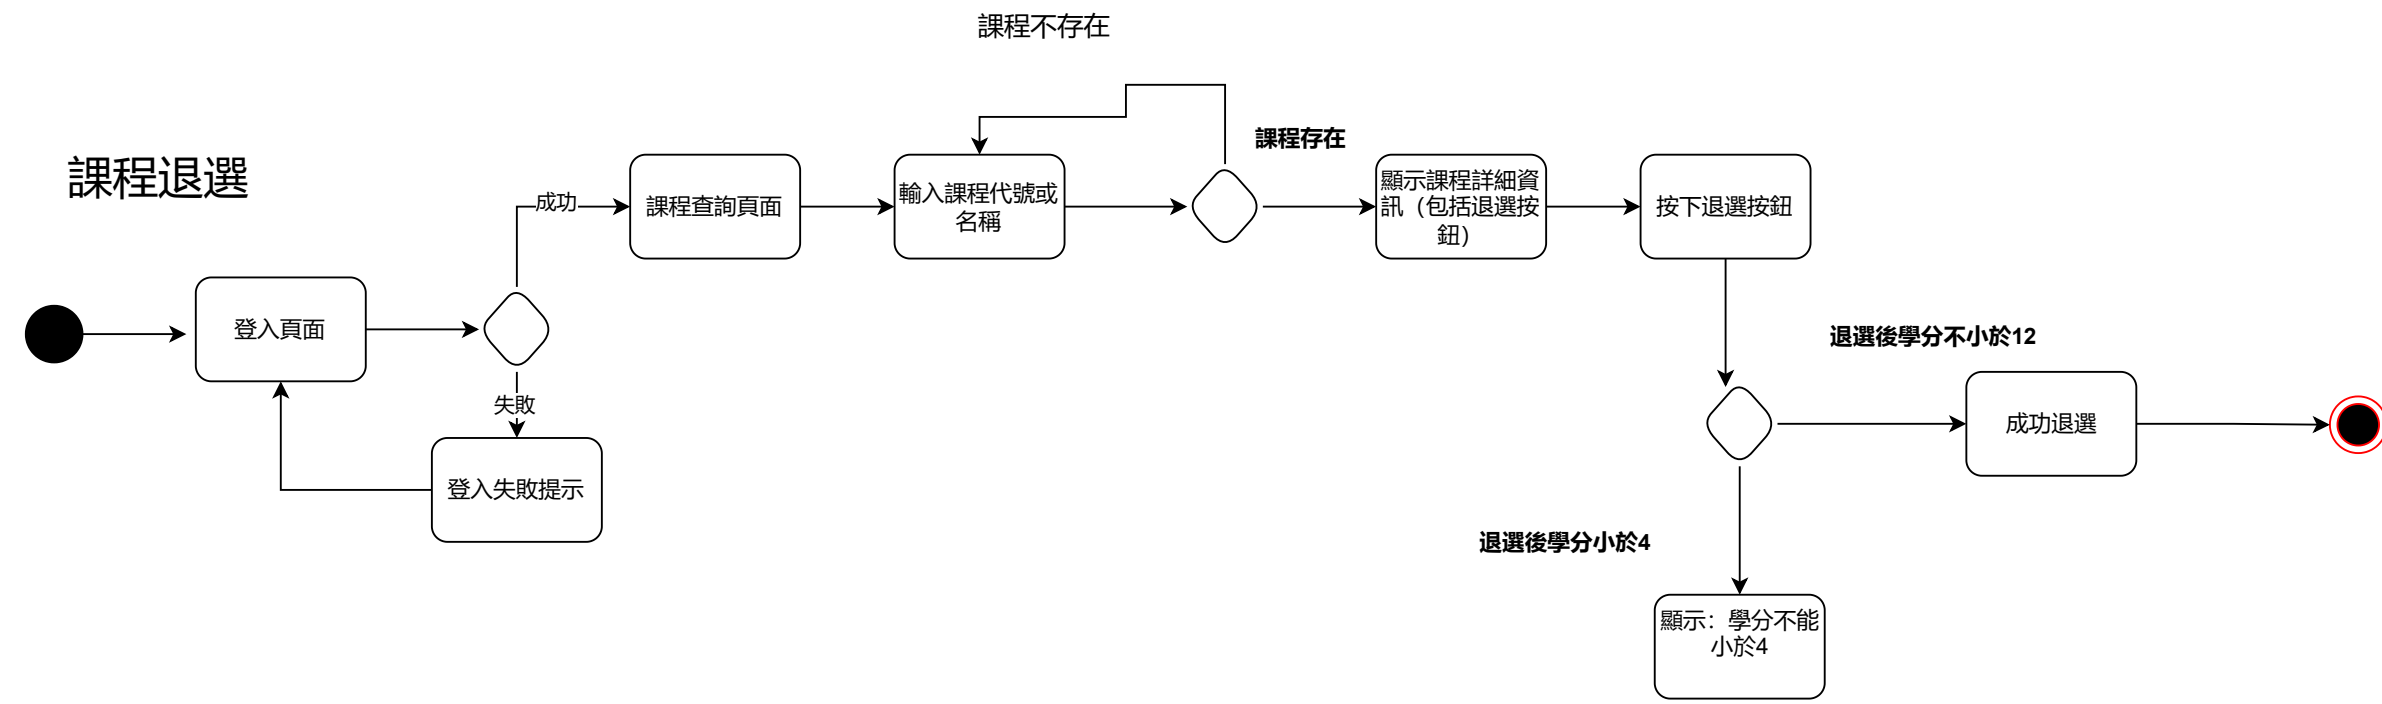 課程不存在
課程存在
課程退選
成功
課程查詢頁面
輸入課程代號或
名稱
顯示課程詳細資
訊（包括退選按
鈕）
按下退選按鈕
登入頁面
退選後學分不小於12
失敗
成功退選
登入失敗提示
退選後學分小於4
顯示：學分不能
小於4